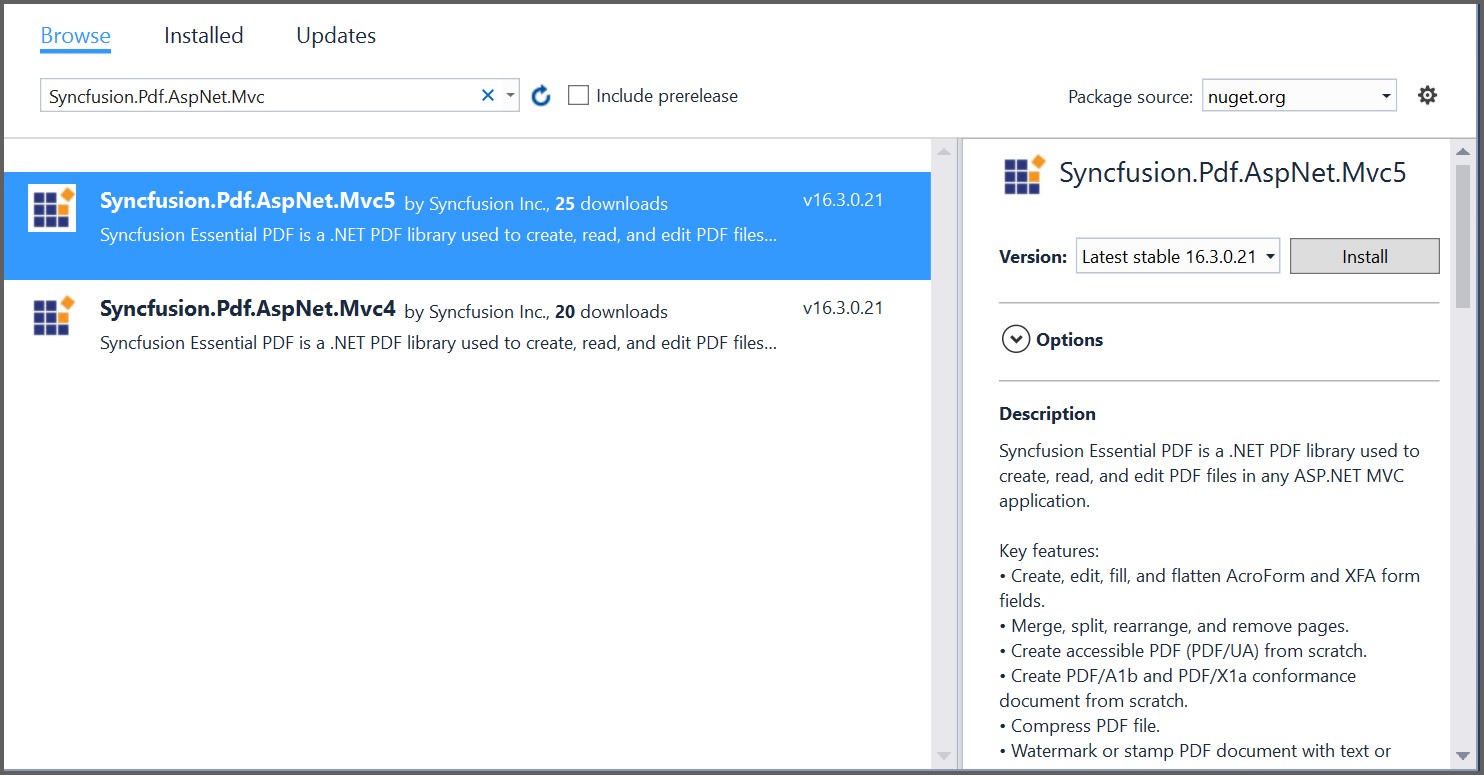 Browse Installed Updates
Syncfusion.Pdf.AspNet.Mvc Include prerelease Package source: nuget.org
Syncfusion.Pdf.AspNet.Mvc5 by Syncfusion Inc., 25 downloads v16.3.0.21
Syncfusion Essential PDF is a .NET PDF library used to create, read, and edit PDF files...
Syncfusion.Pdf.AspNet.Mvc4 by Syncfusion Inc., 20 downloads v16.3.0.21
Syncfusion Essential PDF is a .NET PDF library used to create, read, and edit PDF files...
Syncfusion.Pdf.AspNet.Mvc5
Version: Latest stable 16.3.0.21 Install
Options
Description
Syncfusion Essential PDF is a .NET PDF library used to
create, read, and edit PDF files in any ASP.NET MVC
application.
Key features:
• Create, edit, fill, and flatten AcroForm and XFA form
fields.
• Merge, split, rearrange, and remove pages.
• Create accessible PDF (PDF/UA) from scratch.
• Create PDF/A1b and PDF/X1a conformance
document from scratch.
• Compress PDF file.
• Watermark or stamp PDF document with text or